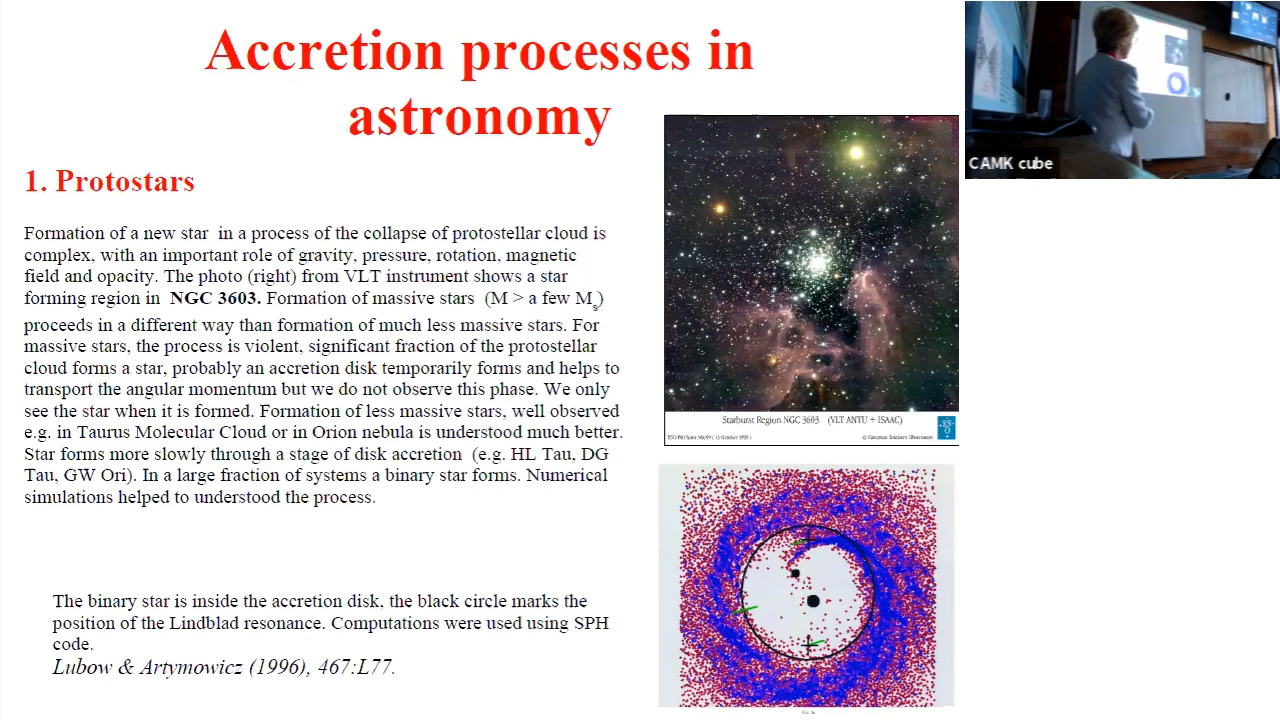 Accretion processes in
astronomy
1. Protostars
Formation of a new star in a process of the collapse of protostellar cloud is
complex, with an important role of gravity, pressure, rotation, magnetic
field and opacity. The photo (right) from VLT instrument shows a star
forming region in NGC 3603. Formation of massive stars (M > a few Ms)
proceeds in a different way than formation of much less massive stars. For
massive stars, the process is violent, significant fraction of the protostellar
cloud forms a star, probably an accretion disk temporarily forms and helps to
transport the angular momentum but we do not observe this phase. We only
see the star when it is formed. Formation of less massive stars, well observed
e.g. in Taurus Molecular Cloud or in Orion nebula is understood much better.
Star forms more slowly through a stage of disk accretion (e.g. HL Tau, DG
Tau, GW Ori). In a large fraction of systems a binary star forms. Numerical
simulations helped to understood the process.
The binary star is inside the accretion disk, the black circle marks the
position of the Lindblad resonance. Computations were used using SPH
code.
Lubow & Artymowicz (1996), 467:L77.
Starburst Region NGC 3603 (VLT ANTU + ISAAC)
© European Southern Observatory
CAMK cube